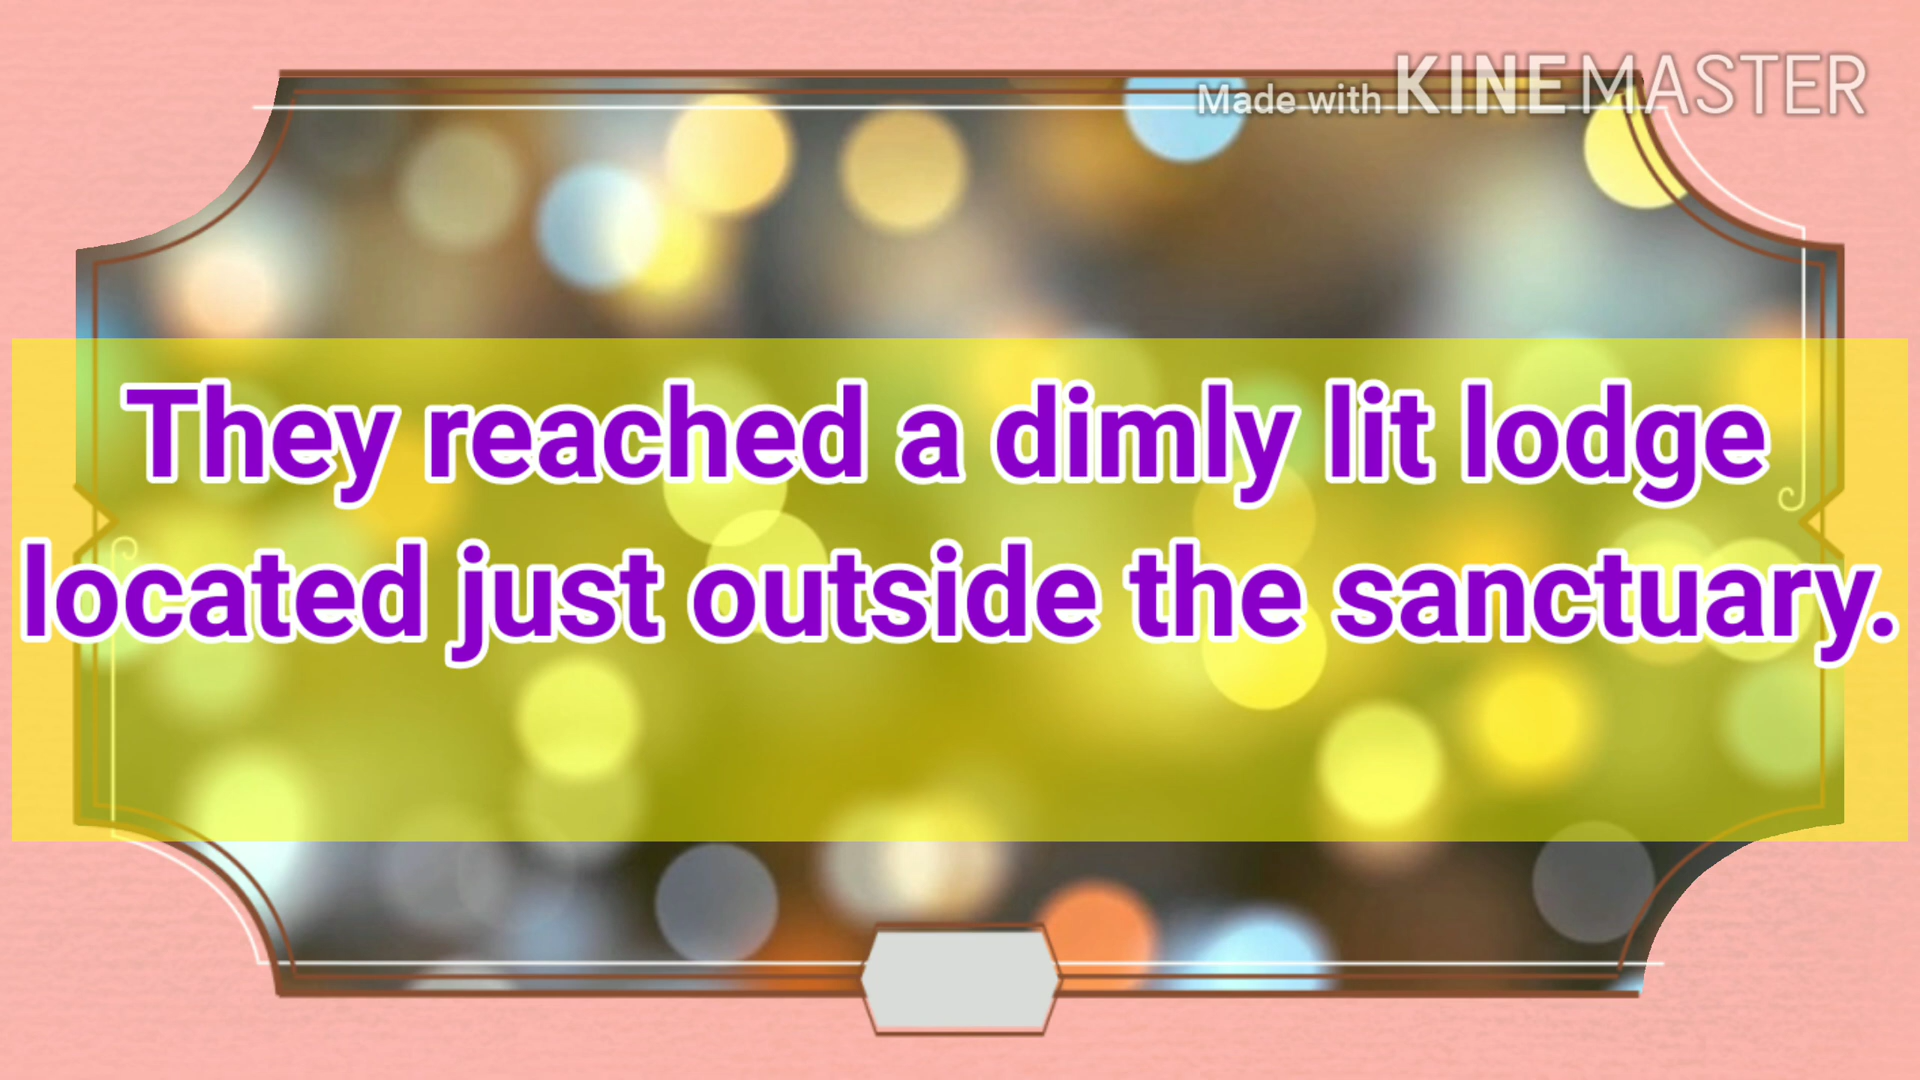 Made with KINEMASTER
They reached a dimly lit lodge
located just outside the sanctuary.